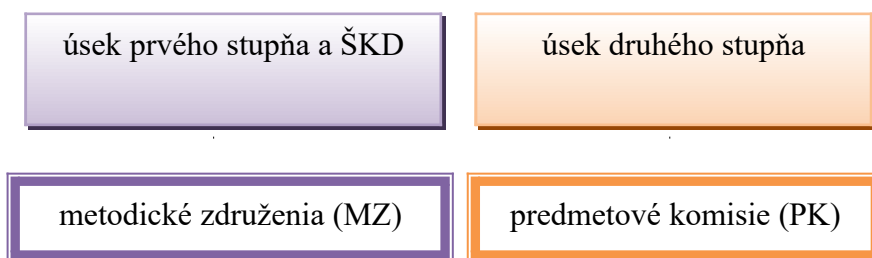 úsek prvého stupňa a ŠKD
úsek druhého stupňa
metodické združenia (MZ)
predmetové komisie (PK)